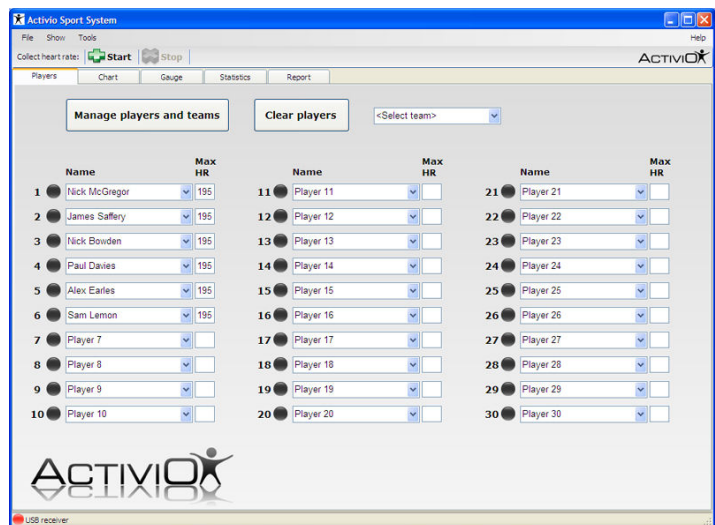 Activio Sport System
File Show Tools Help
Collect heart rate: Start Stop ACTIVIO
Players Chart Gauge Statistics Report
Manage players and teams Clear players <Select team>
Name Max HR Name Max HR Name Max HR
1 Nick McGregor 195 11 Player 11 21 Player 21
2 James Saffery 195 12 Player 12 22 Player 22
3 Nick Bowden 195 13 Player 13 23 Player 23
4 Paul Davies 195 14 Player 14 24 Player 24
5 Alex Earles 195 15 Player 15 25 Player 25
6 Sam Lemon 195 16 Player 16 26 Player 26
7 Player 7 17 Player 17 27 Player 27
8 Player 8 18 Player 18 28 Player 28
9 Player 9 19 Player 19 29 Player 29
10 Player 10 20 Player 20 30 Player 30
ACTIVIO
USB receiver